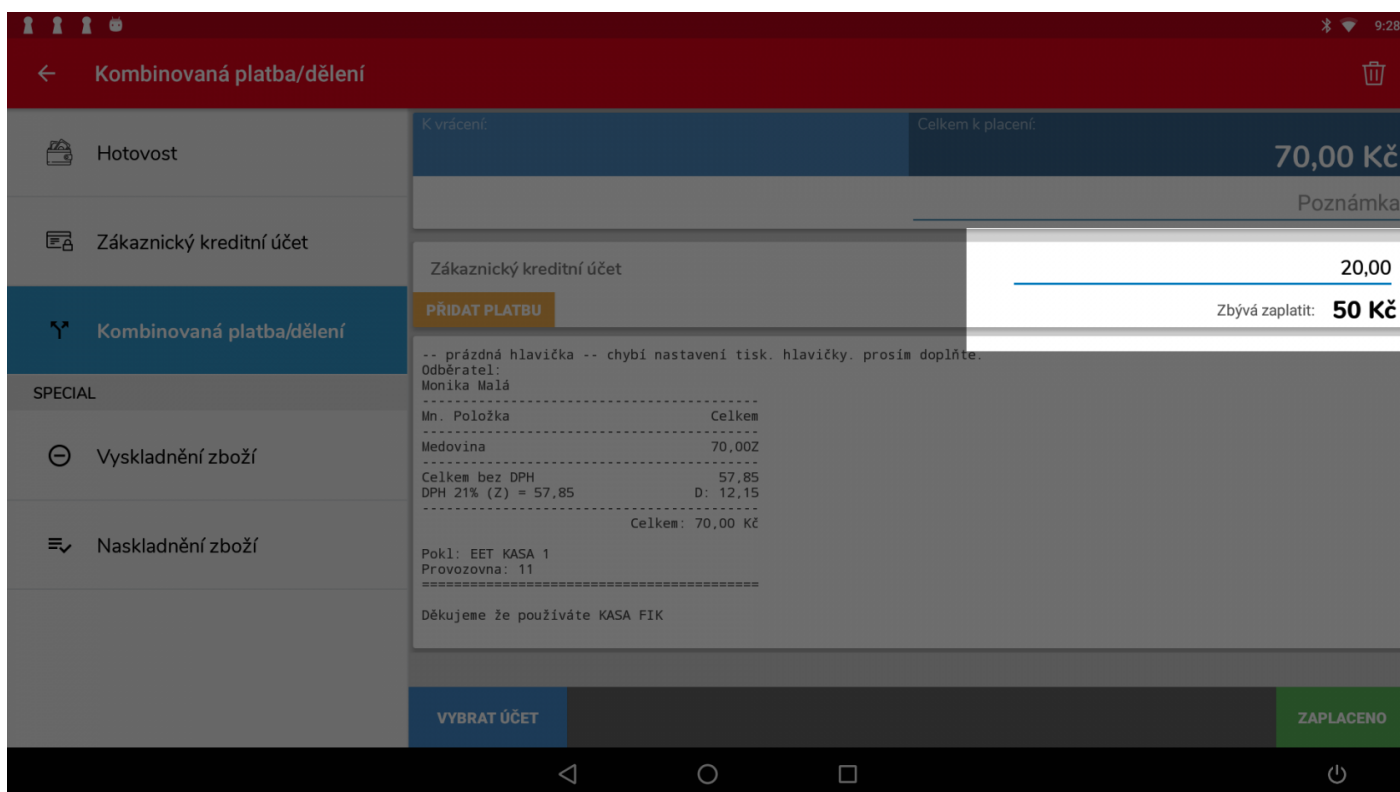 9:28
Kombinovaná platba/dělení
Hotovost
Zákaznický kreditní účet
Kombinovaná platba/dělení
SPECIAL
Vyskladnění zboží
Naskladnění zboží
K vrácení:
Celkem k placení:
70,00 Kč
Poznámka
Zákaznický kreditní účet
20,00
PŘIDAT PLATBU
Zbývá zaplatit: 50 Kč
-- prázdná hlavička -- chybí nastavení tisk. hlavičky. prosím doplňte.
Odběratel:
Monika Malá
------------------------------------------
Mn. Položka Celkem
------------------------------------------
Medovina 70,00Z
------------------------------------------
Celkem bez DPH 57,85
DPH 21% (Z) = 57,85 D: 12,15
------------------------------------------
Celkem: 70,00 Kč
Pokl: EET KASA 1
Provozovna: 11
==========================================
Děkujeme že používáte KASA FIK
VYBRAT ÚČET
ZAPLACENO